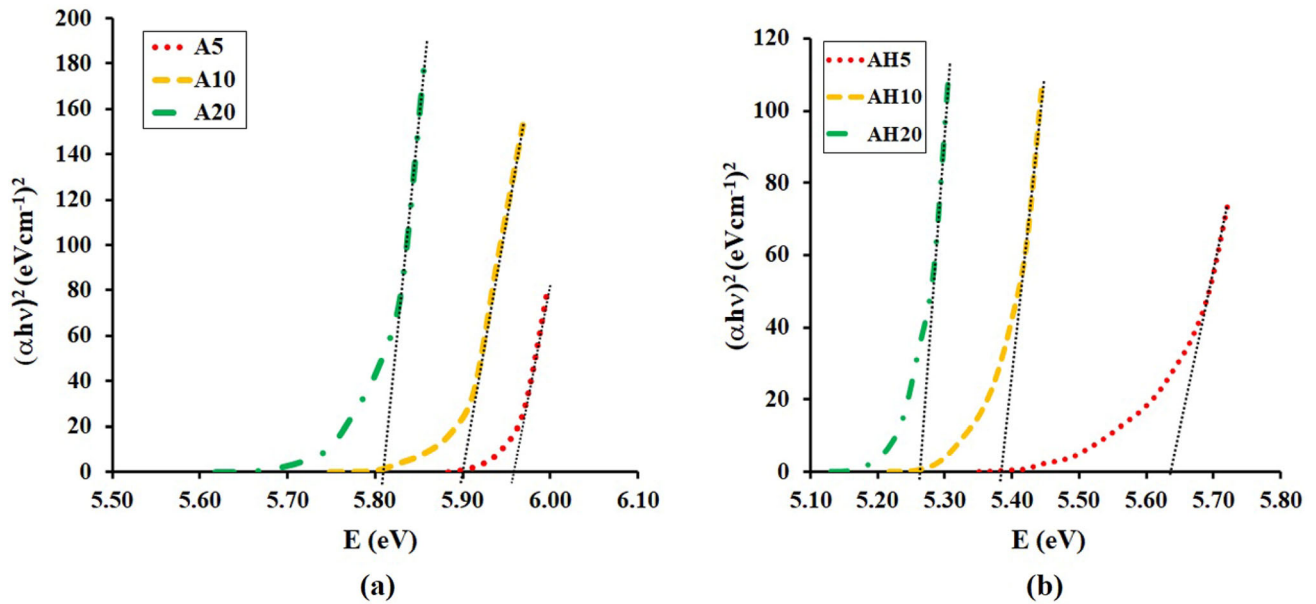 200
180
160
140
120
100
80
60
40
20
0
(αhν)² (eVcm⁻¹)²
A5
A10
A20
5.50 5.60 5.70 5.80 5.90 6.00 6.10
E (eV)
(a)
120
100
80
60
40
20
0
(αhν)² (eVcm⁻¹)²
AH5
AH10
AH20
5.10 5.20 5.30 5.40 5.50 5.60 5.70 5.80
E (eV)
(b)